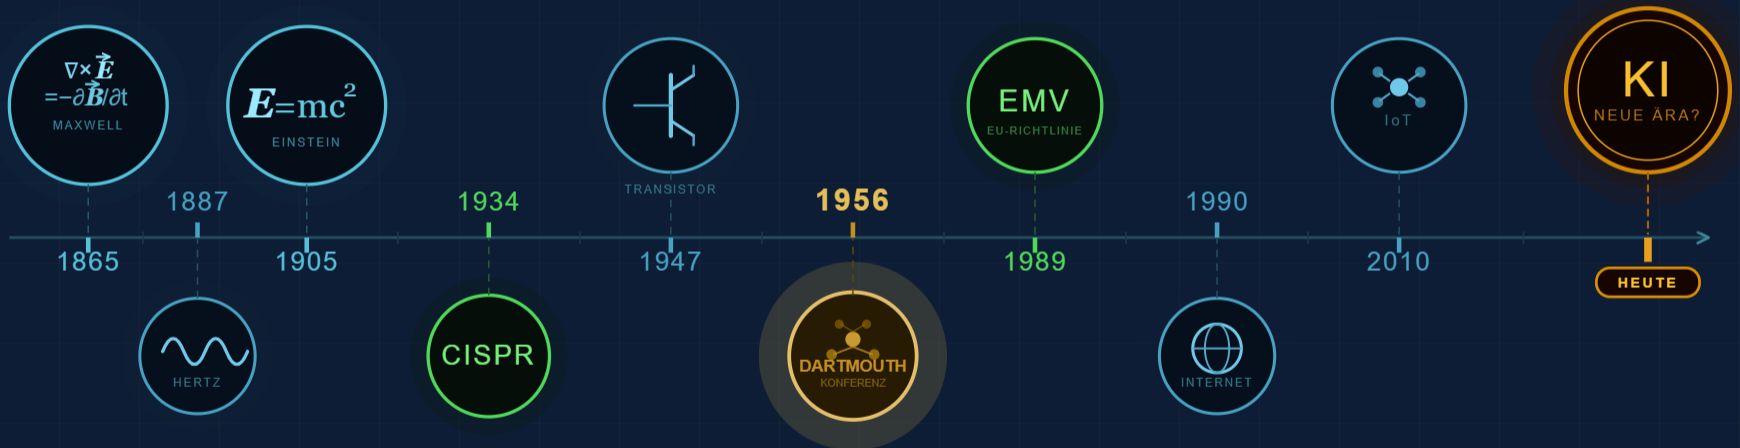 ∇×E⃗
=−∂B⃗/∂t
MAXWELL
1865
1887
HERTZ
E=mc²
EINSTEIN
1905
1934
CISPR
TRANSISTOR
1947
1956
DARTMOUTH
KONFERENZ
EMV
EU-RICHTLINIE
1989
1990
INTERNET
IoT
2010
KI
NEUE ÄRA?
HEUTE